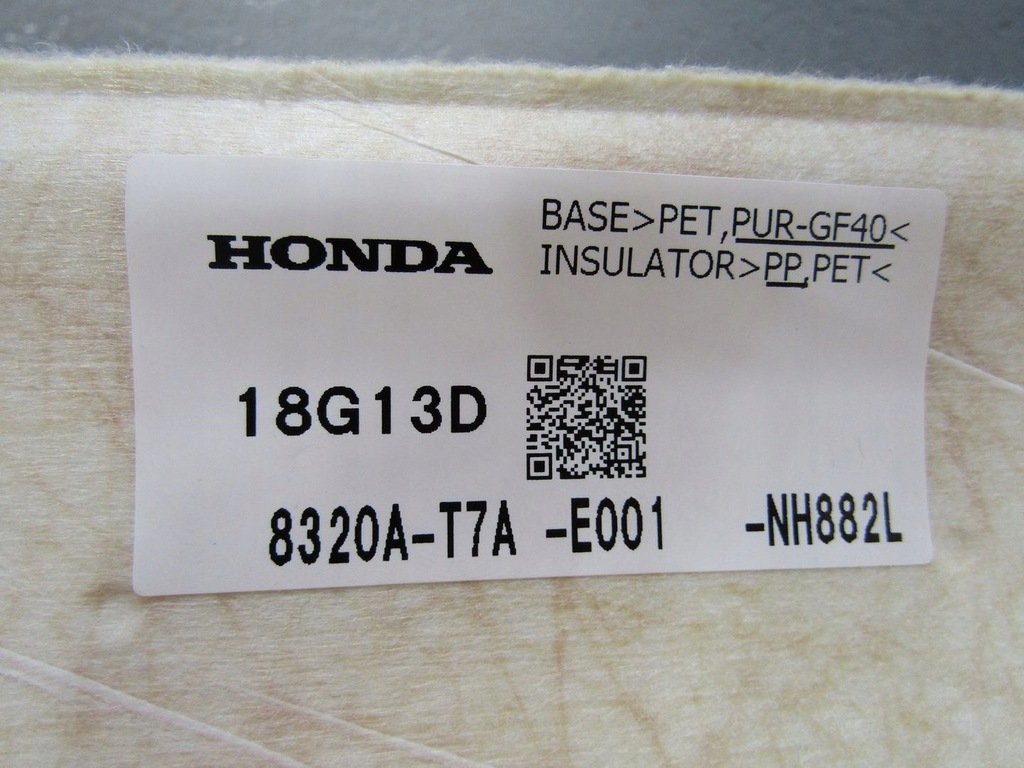 HONDA
BASE>PET,PUR-GF40<
INSULATOR>PP,PET<
18G13D
8320A-T7A -E001 -NH882L